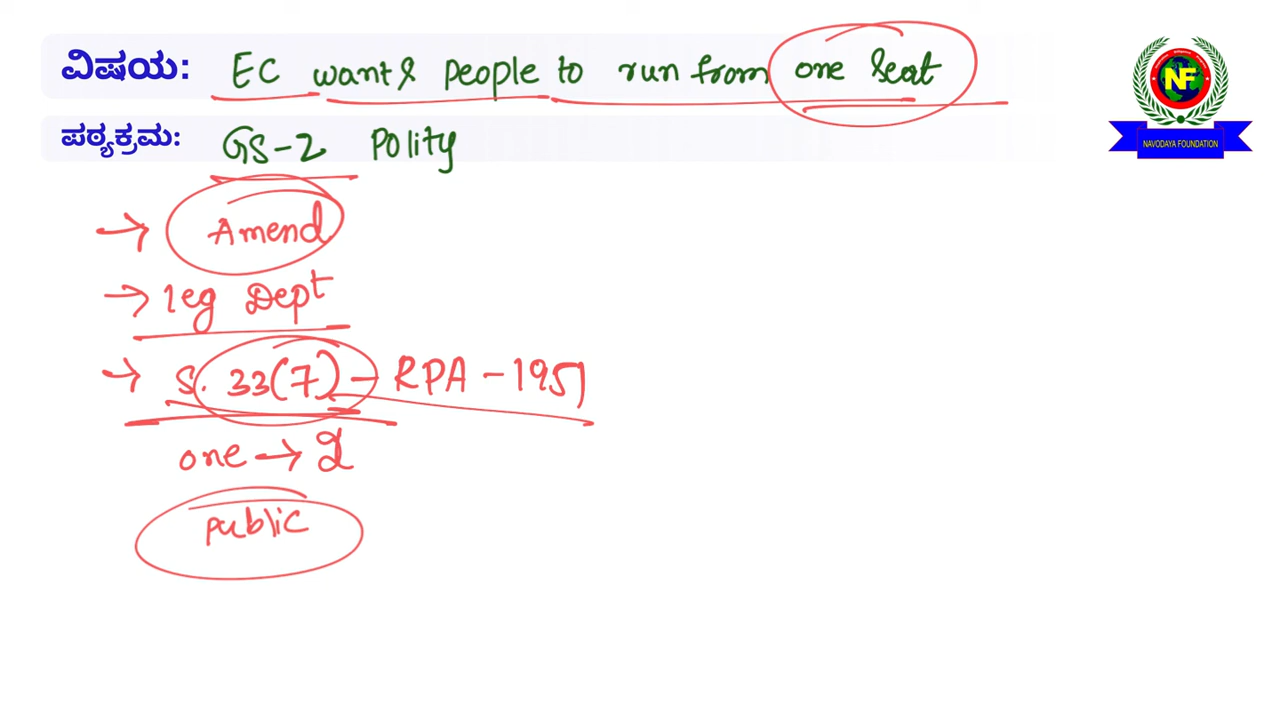 ವಿಷಯ: EC wants people to run from one seat
ಪಠ್ಯಕ್ರಮ: GS-2 Polity
NF
NAVODAYA FOUNDATION
→ Amend
→ leg Dept
→ S. 33(7) - RPA - 1951
one → 2
public